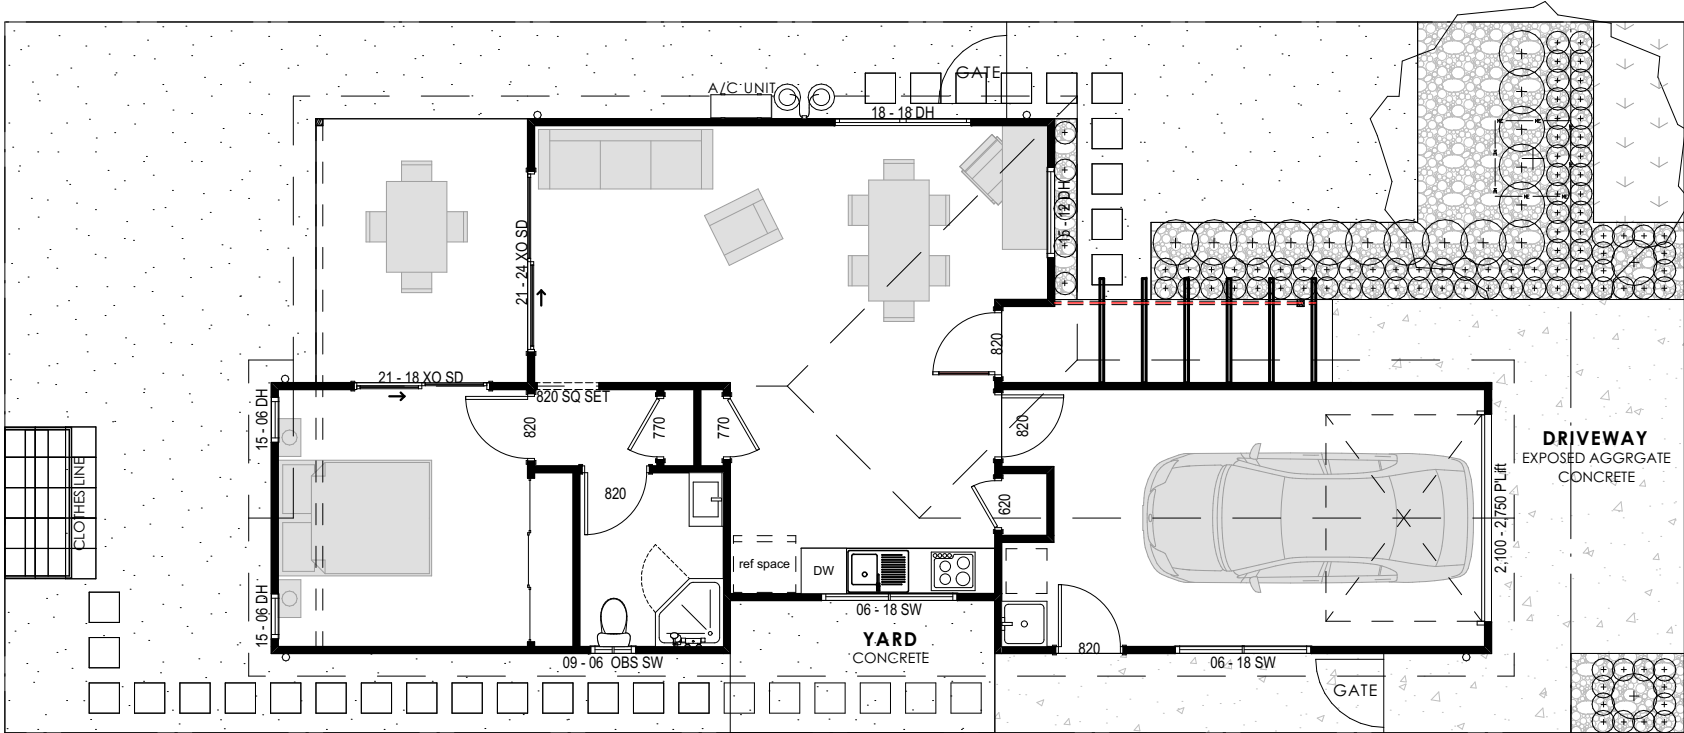 GATE
A/C UNIT
18 - 18 DH
15 - 12 DH
21 - 24 XO SD
820
21 - 18 XO SD
820 SQ SET
15 - 06 DH
820
770
770
820
DRIVEWAY
EXPOSED AGGRGATE
CONCRETE
CLOTHES LINE
820
620
2,100 - 2,750 P'Lift
ref space
DW
15 - 06 DH
06 - 18 SW
YARD
CONCRETE
820
09 - 06 OBS SW
06 - 18 SW
GATE